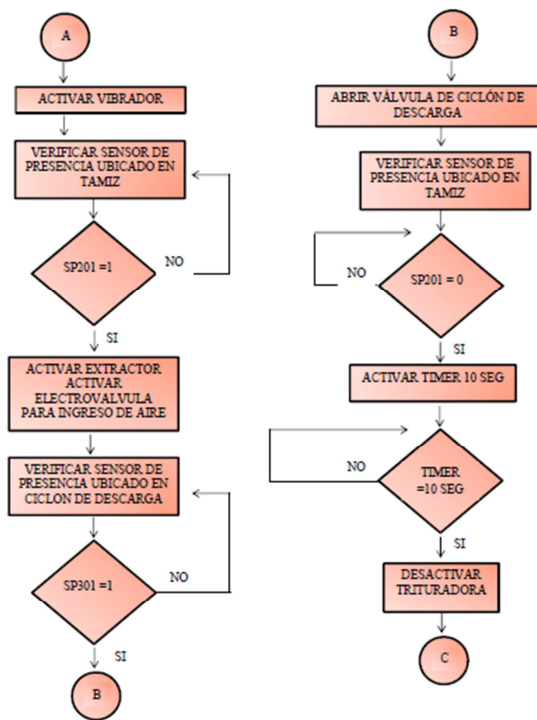 A
ACTIVAR VIBRADOR
VERIFICAR SENSOR DE
PRESENCIA UBICADO EN
TAMIZ
SP201 =1
NO
SI
ACTIVAR EXTRACTOR
ACTIVAR
ELECTROVALVULA
PARA INGRESO DE AIRE
VERIFICAR SENSOR DE
PRESENCIA UBICADO EN
CICLON DE DESCARGA
SP301 =1
NO
SI
B
B
ABRIR VÁLVULA DE CICLÓN DE
DESCARGA
VERIFICAR SENSOR DE
PRESENCIA UBICADO EN
TAMIZ
SP201 = 0
NO
SI
ACTIVAR TIMER 10 SEG
TIMER
=10 SEG
NO
SI
DESACTIVAR
TRITURADORA
C